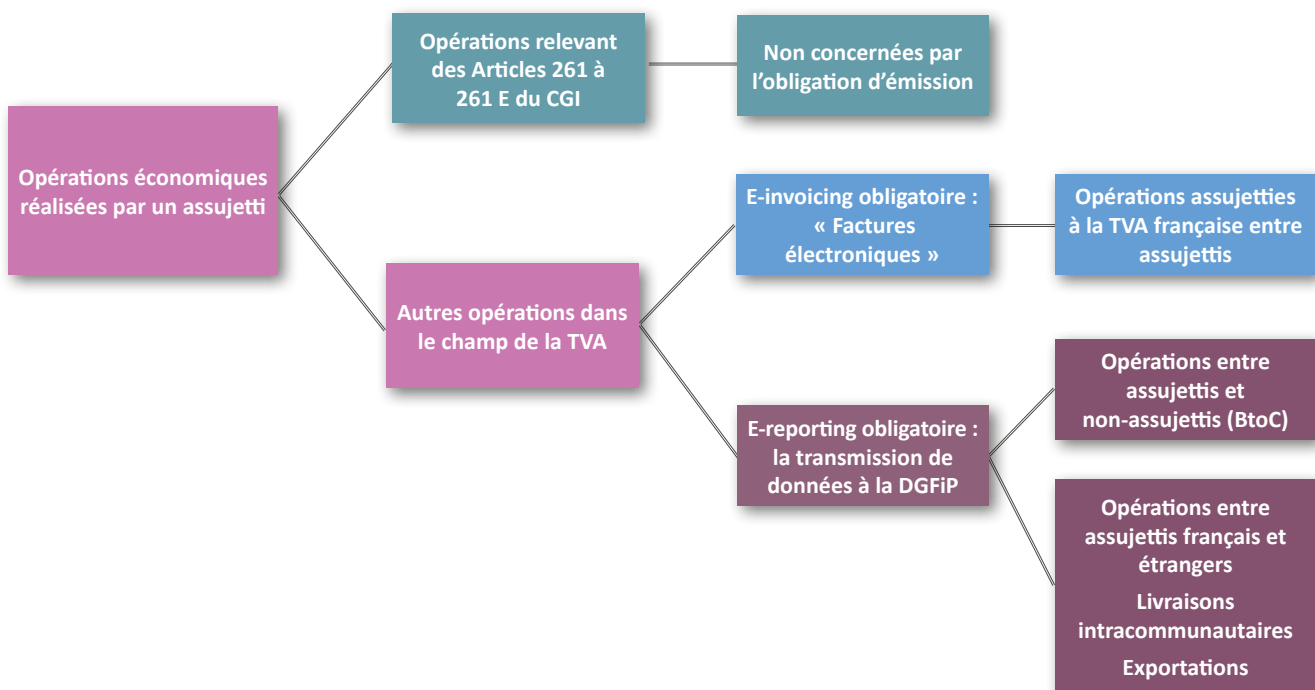 Opérations relevant
des Articles 261 à
261 E du CGI
Non concernées par
l’obligation d’émission
Opérations économiques
réalisées par un assujetti
E-invoicing obligatoire :
« Factures
électroniques »
Opérations assujetties
à la TVA française entre
assujettis
Autres opérations dans
le champ de la TVA
E-reporting obligatoire :
la transmission de
données à la DGFiP
Opérations entre
assujettis et
non-assujettis (BtoC)
Opérations entre
assujettis français et
étrangers
Livraisons
intracommunautaires
Exportations